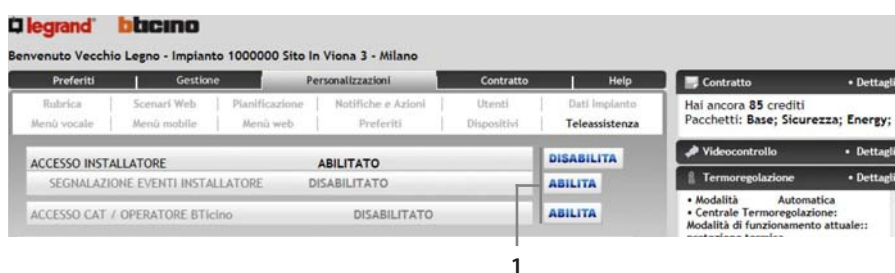 legrand bticino
Benvenuto Vecchio Legno - Impianto 1000000 Sito In Viona 3 - Milano
Preferiti Gestione Personalizzazioni Contratto Help
Rubrica Scenari Web Pianificazione Notifiche e Azioni Utenti Dati Impianto
Menù vocale Menù mobile Menù web Preferiti Dispositivi Teleassistenza
ACCESSO INSTALLATORE ABILITATO DISABILITA
SEGNALAZIONE EVENTI INSTALLATORE DISABILITATO ABILITA
ACCESSO CAT / OPERATORE BTicino DISABILITATO ABILITA
1
Contratto • Dettagli
Hai ancora 85 crediti
Pacchetti: Base; Sicurezza; Energy;
Videocontrollo • Dettagli
Termoregolazione • Dettagli
• Modalità Automatica
• Centrale Termoregolazione:
Modalità di funzionamento attuale::